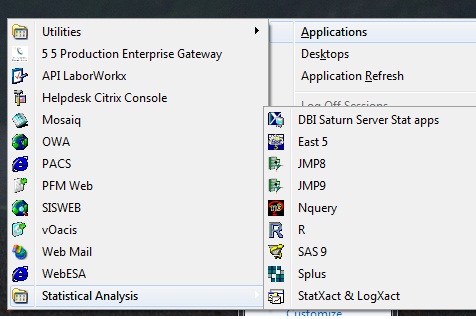 Utilities
5 5 Production Enterprise Gateway
API LaborWorkx
Helpdesk Citrix Console
Mosaiq
OWA
PACS
PFM Web
SISWEB
vOacis
Web Mail
WebESA
Statistical Analysis
Applications
Desktops
Application Refresh
Log Off Sessions
DBI Saturn Server Stat apps
East 5
JMP8
JMP9
Nquery
R
SAS 9
Splus
StatXact & LogXact
Customize